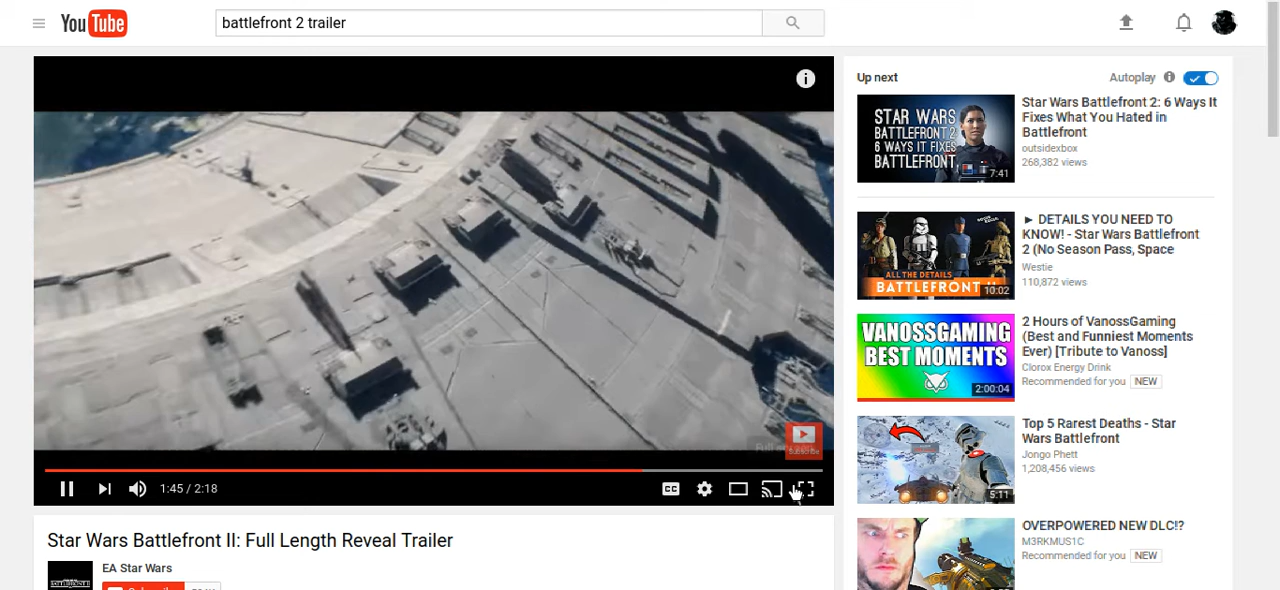 YouTube
battlefront 2 trailer
Up next
Autoplay
STAR WARS
BATTLEFRONT 2
6 WAYS IT FIXES
BATTLEFRONT
7:41
Star Wars Battlefront 2: 6 Ways It
Fixes What You Hated in
Battlefront
outsidexbox
268,382 views
ALL THE DETAILS
BATTLEFRONT II
10:02
► DETAILS YOU NEED TO
KNOW! - Star Wars Battlefront
2 (No Season Pass, Space
Westie
110,872 views
VANOSSGAMING
BEST MOMENTS
2:00:04
2 Hours of VanossGaming
(Best and Funniest Moments
Ever) [Tribute to Vanoss]
Clorox Energy Drink
Recommended for you NEW
5:11
Top 5 Rarest Deaths - Star
Wars Battlefront
Jongo Phett
1,208,456 views
OVERPOWERED NEW DLC!?
M3RKMUS1C
Recommended for you NEW
Full screen
1:45 / 2:18
CC
Star Wars Battlefront II: Full Length Reveal Trailer
EA Star Wars
BATTLEFRONT
Subscribe